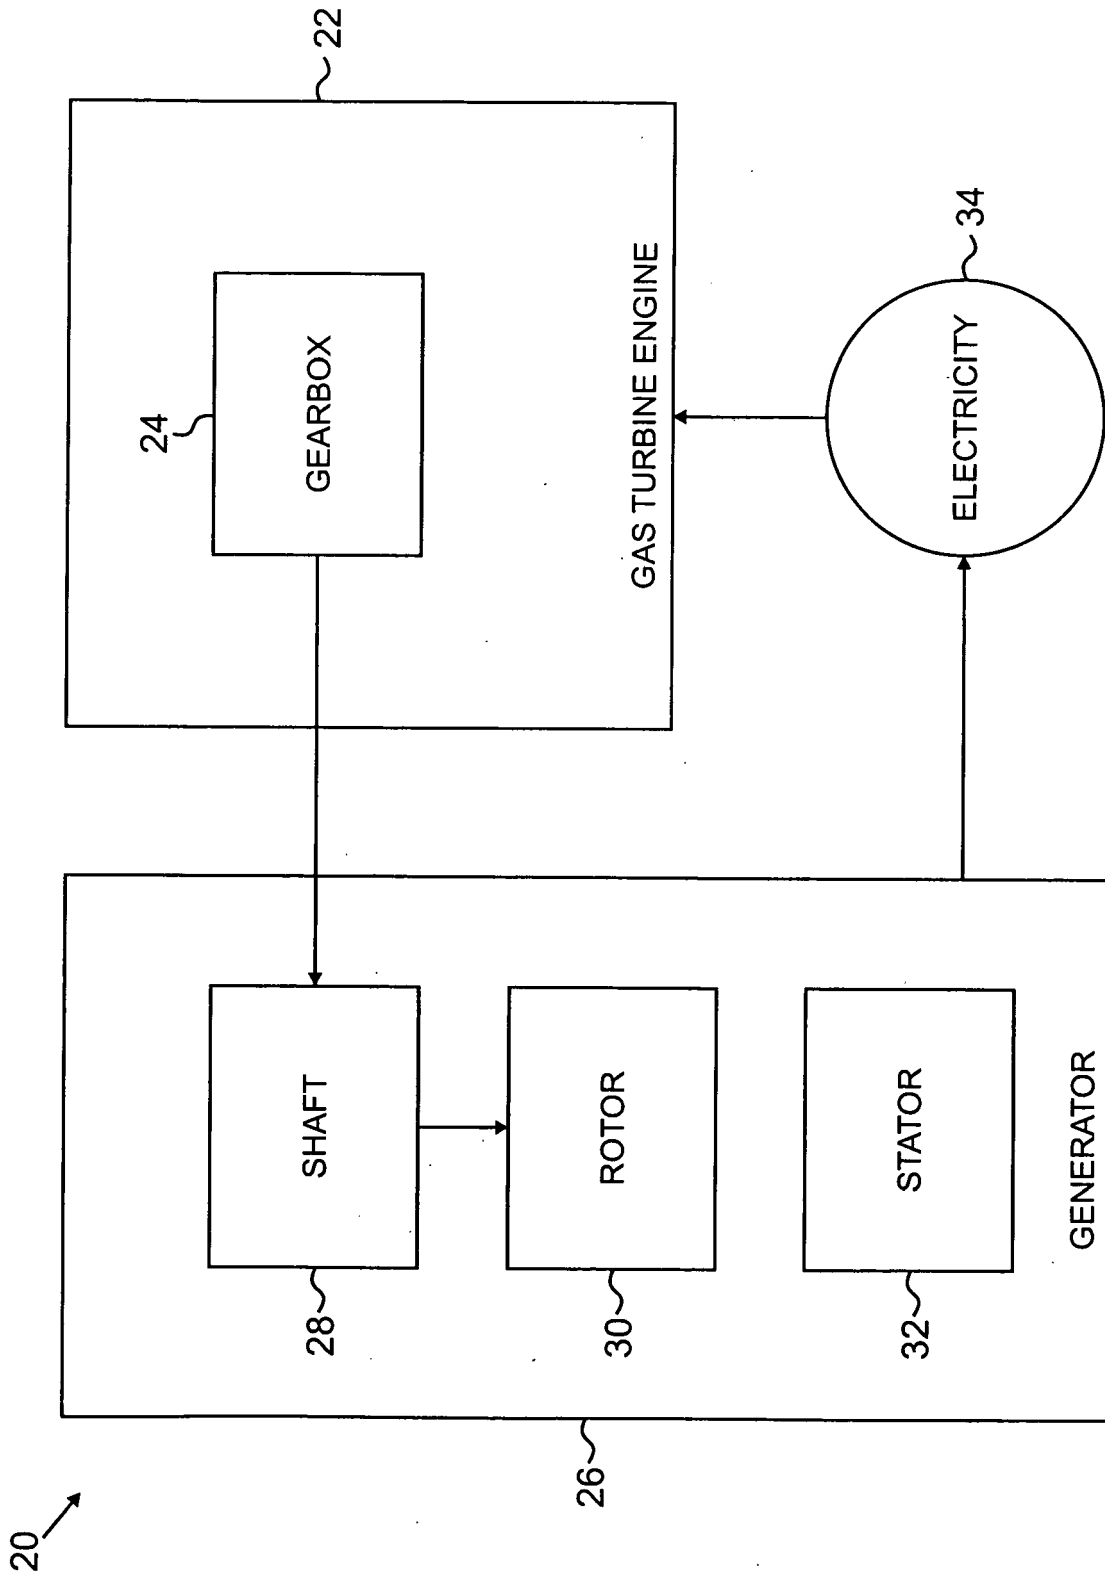 20
26
28
SHAFT
30
ROTOR
32
STATOR
GENERATOR
24
GEARBOX
GAS TURBINE ENGINE
22
ELECTRICITY
34